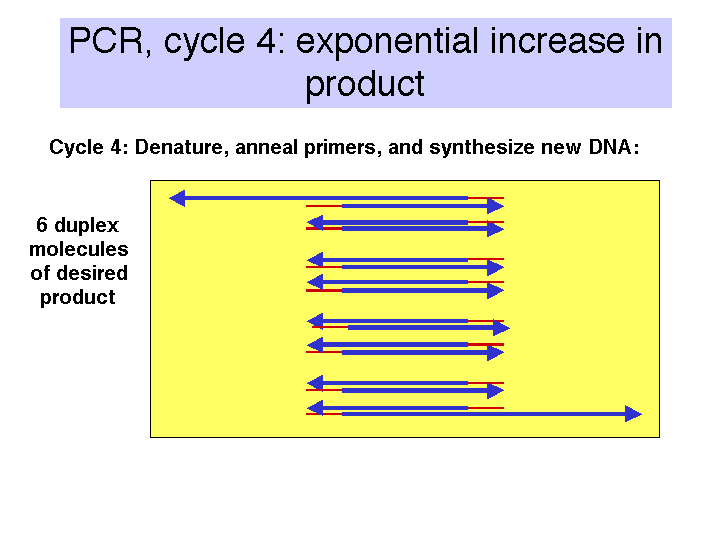 PCR, cycle 4: exponential increase in
product
Cycle 4: Denature, anneal primers, and synthesize new DNA:
6 duplex
molecules
of desired
product